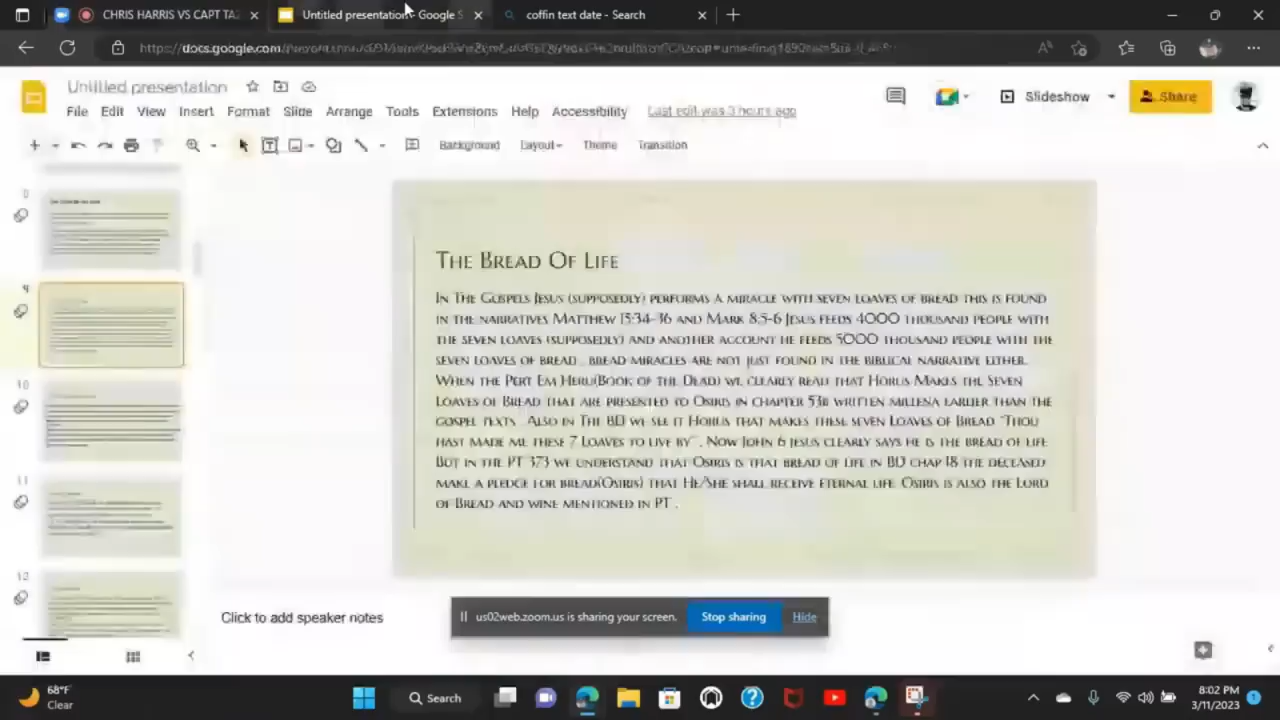 CHRIS HARRIS VS CAPT TAZ
Untitled presentation - Google S
coffin text date - Search
https://docs.google.com/
Untitled presentation
File Edit View Insert Format Slide Arrange Tools Extensions Help Accessibility Last edit was 3 hours ago
Slideshow
Share
Background Layout Theme Transition
9
10
11
12
THE BREAD OF LIFE
IN THE GOSPELS JESUS (SUPPOSEDLY) PERFORMS A MIRACLE WITH SEVEN LOAVES OF BREAD THIS IS FOUND
IN THE NARRATIVES MATTHEW 15:34-36 AND MARK 8:5-6 JESUS FEEDS 4000 THOUSAND PEOPLE WITH
THE SEVEN LOAVES (SUPPOSEDLY) AND ANOTHER ACCOUNT HE FEEDS 5000 THOUSAND PEOPLE WITH THE
SEVEN LOAVES OF BREAD . BREAD MIRACLES ARE NOT JUST FOUND IN THE BIBLICAL NARRATIVE EITHER.
WHEN THE PERT EM HERU(BOOK OF THE DEAD) WE CLEARLY READ THAT HORUS MAKES THE SEVEN
LOAVES OF BREAD THAT ARE PRESENTED TO OSIRIS IN CHAPTER 53B WRITTEN MILLENA EARLIER THAN THE
GOSPEL TEXTS . ALSO IN THE BD WE SEE IT HORUS THAT MAKES THESE SEVEN LOAVES OF BREAD "THOU
HAST MADE ME THESE 7 LOAVES TO LIVE BY" . NOW JOHN 6 JESUS CLEARLY SAYS HE IS THE BREAD OF LIFE
BUT IN THE PT 373 WE UNDERSTAND THAT OSIRIS IS THAT BREAD OF LIFE IN BD CHAP 18 THE DECEASED
MAKE A PLEDGE FOR BREAD(OSIRIS) THAT HE/SHE SHALL RECEIVE ETERNAL LIFE. OSIRIS IS ALSO THE LORD
OF BREAD AND WINE MENTIONED IN PT .
Click to add speaker notes
us02web.zoom.us is sharing your screen. Stop sharing Hide
68°F
Clear
Search
8:02 PM
3/11/2023
1